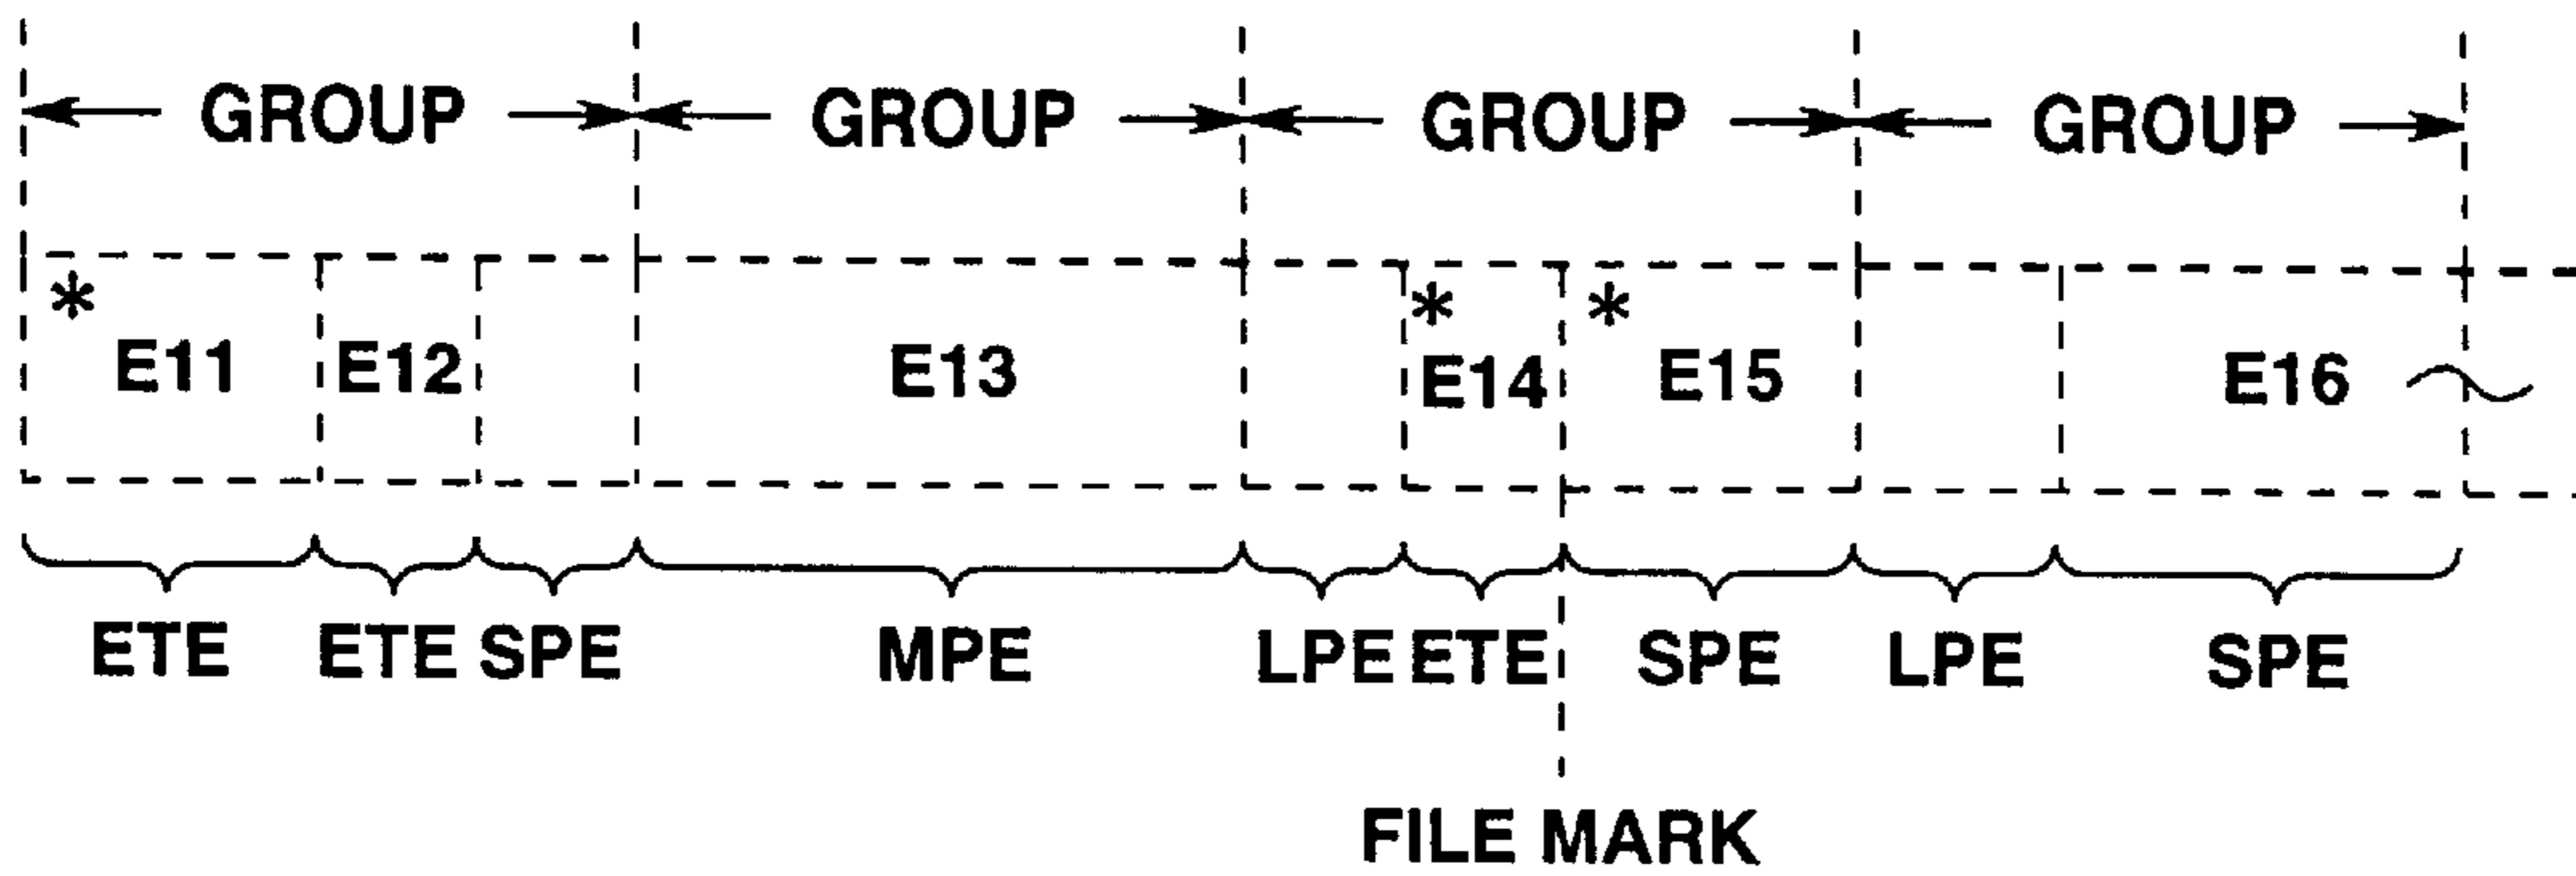 GROUP GROUP GROUP GROUP
* E11 E12 E13 * E14 * E15 E16
ETE ETE SPE MPE LPE ETE SPE LPE SPE
FILE MARK